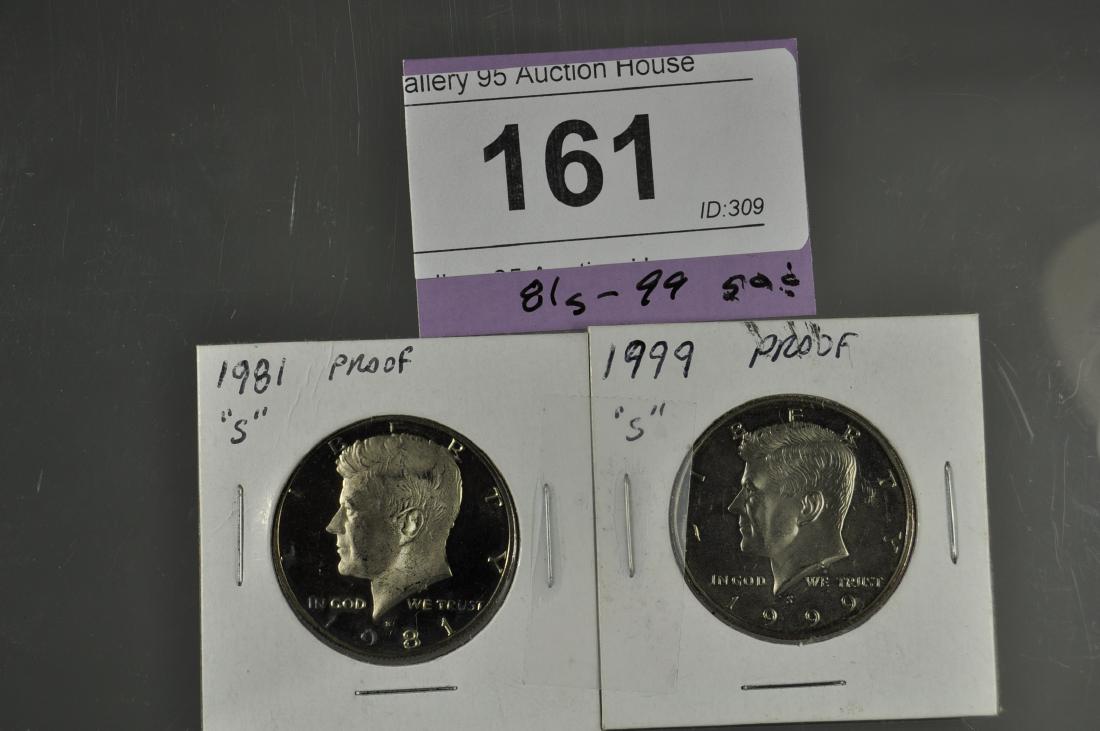 allery 95 Auction House
161
ID:309
81s - 99 50¢
1981 PROOF
"S"
1999 PROOF
"S"
LIBERTY
IN GOD WE TRUST
1981
LIBERTY
IN GOD WE TRUST
S
1999